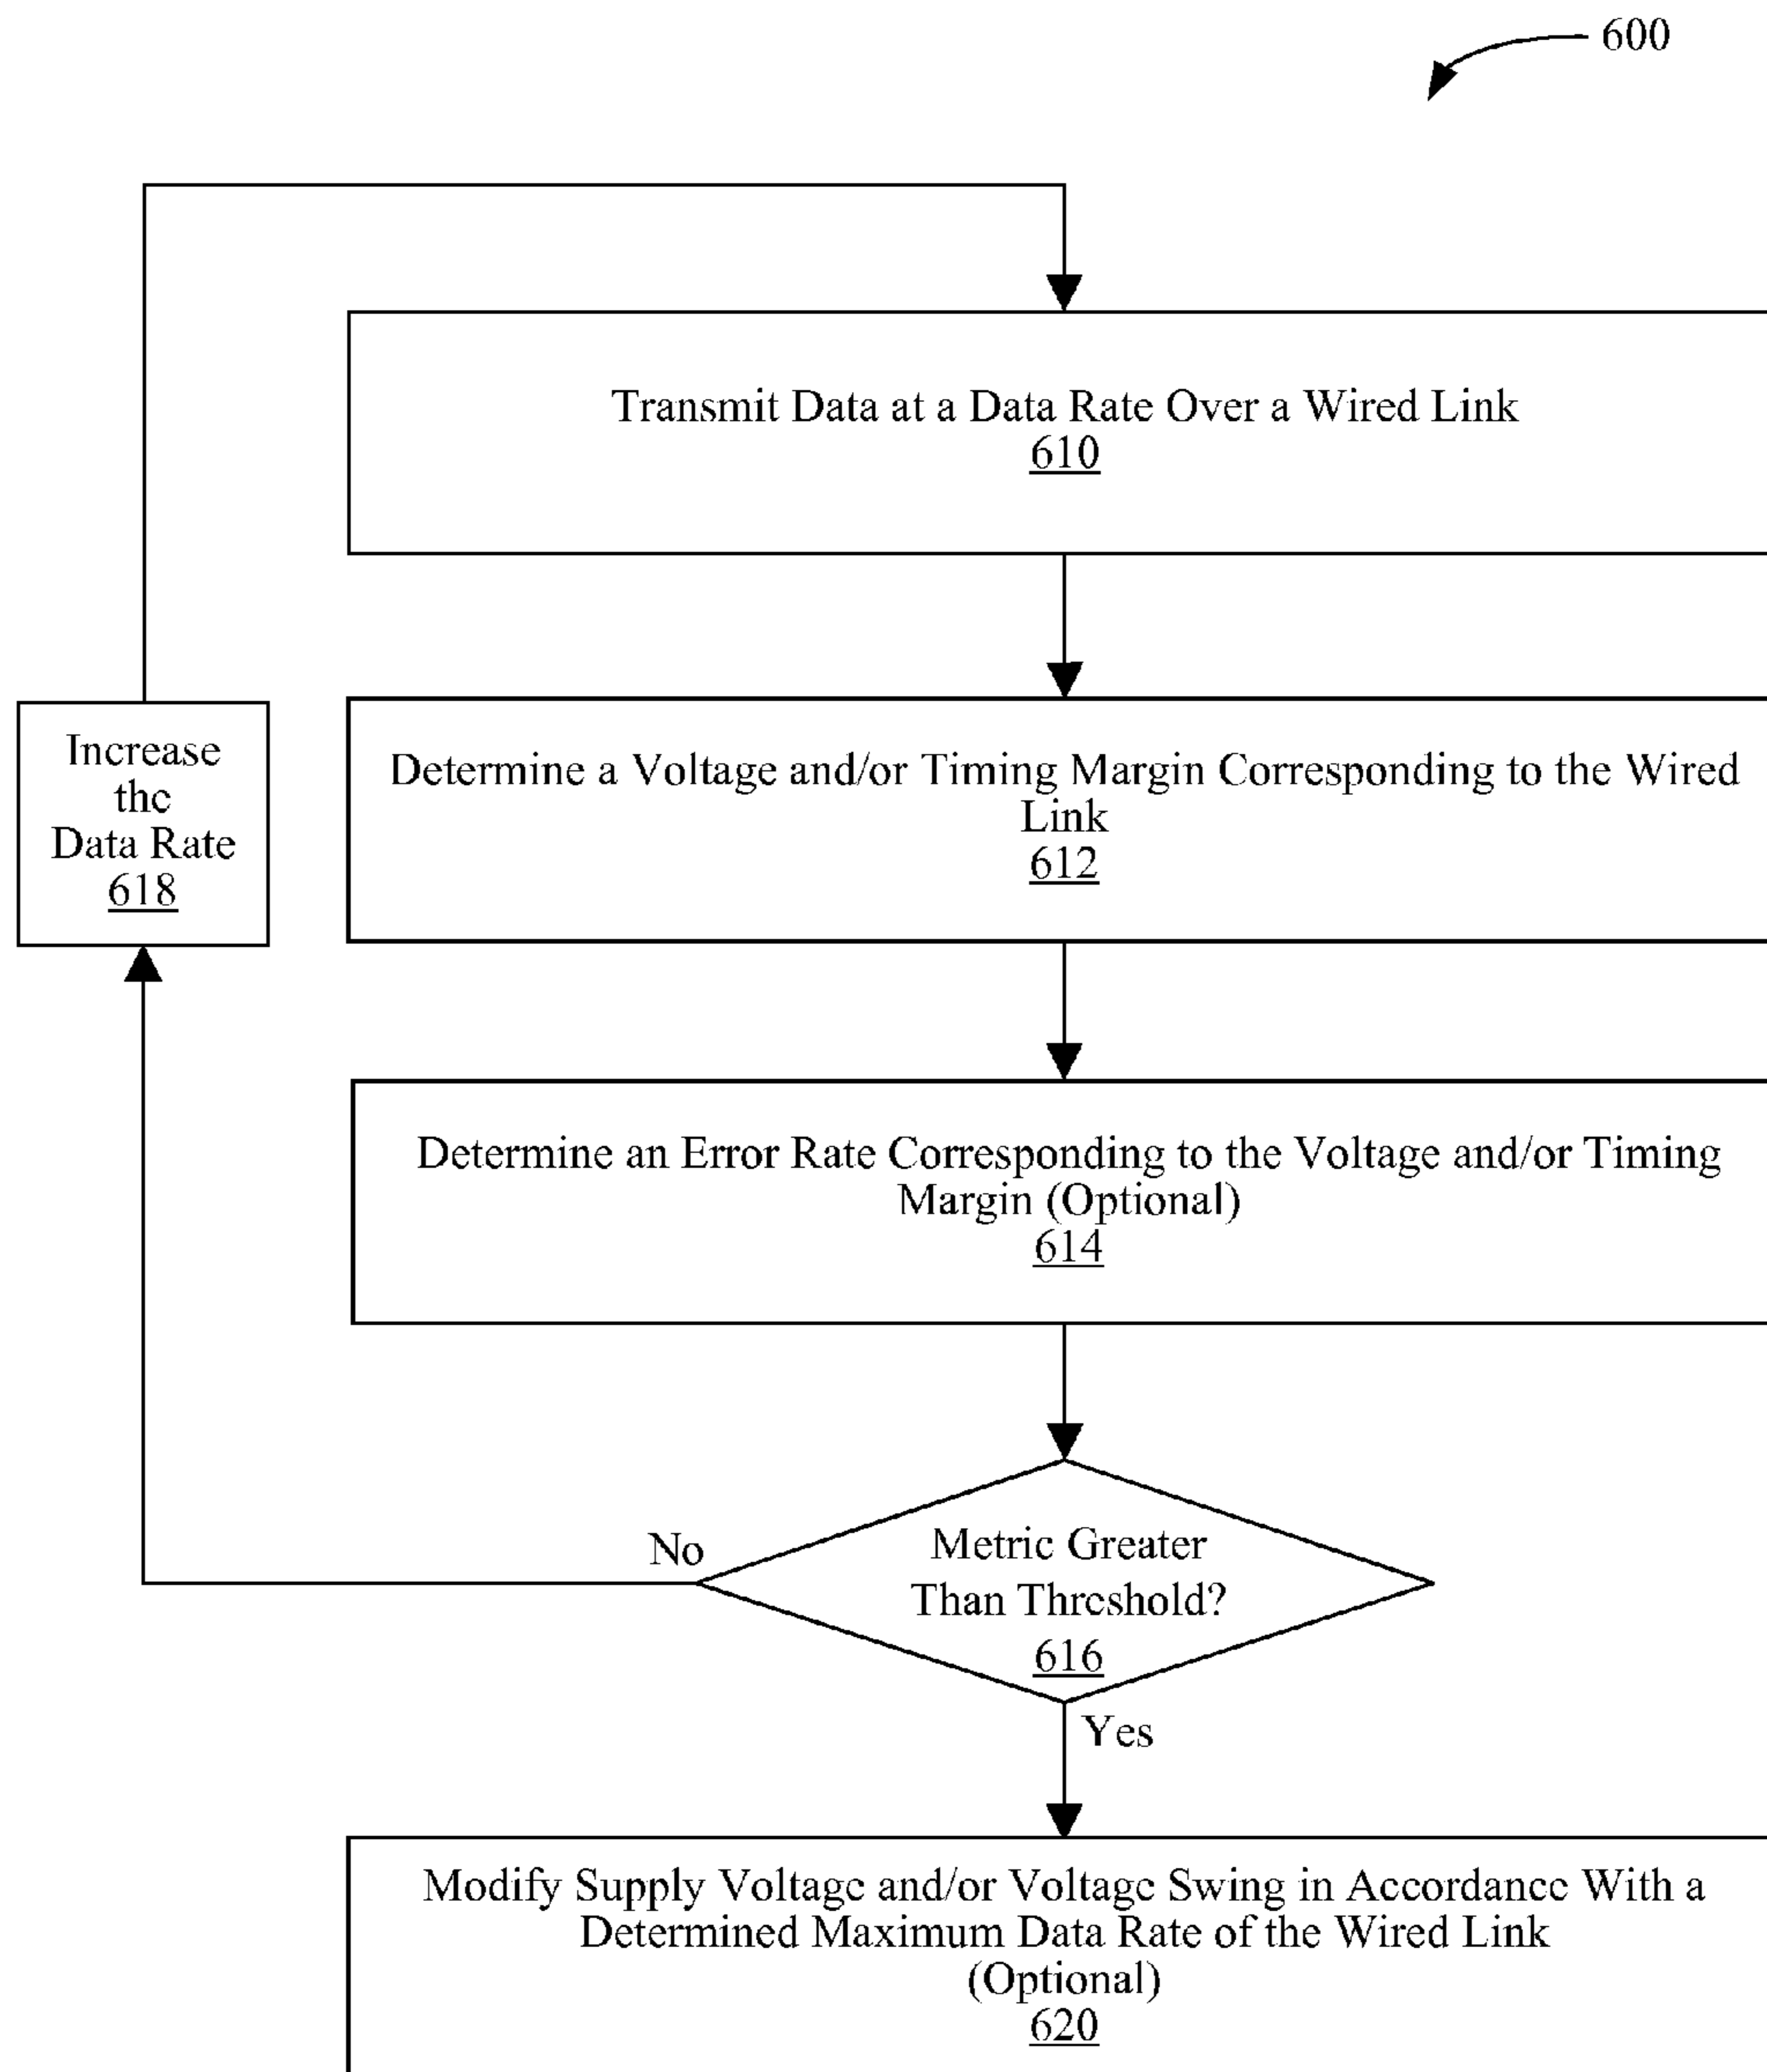 600
Transmit Data at a Data Rate Over a Wired Link
610
Determine a Voltage and/or Timing Margin Corresponding to the Wired
Link
612
Increase
the
Data Rate
618
Determine an Error Rate Corresponding to the Voltage and/or Timing
Margin (Optional)
614
No
Metric Greater
Than Threshold?
616
Yes
Modify Supply Voltage and/or Voltage Swing in Accordance With a
Determined Maximum Data Rate of the Wired Link
(Optional)
620